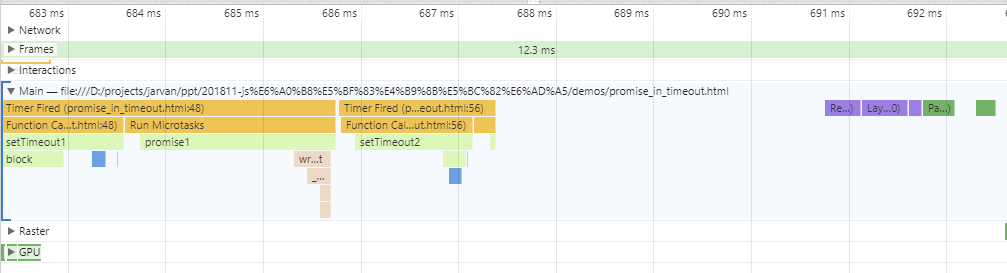 683 ms 684 ms 685 ms 686 ms 687 ms 688 ms 689 ms 690 ms 691 ms 692 ms
▶ Network
▶ Frames 12.3 ms
▶ Interactions
▼ Main — file:///D:/projects/jarvan/ppt/201811-js%E6%A0%B8%E5%BF%83%E4%B9%8B%E5%BC%82%E6%AD%A5/demos/promise_in_timeout.html
Timer Fired (promise_in_timeout.html:48) Timer Fired (p...eout.html:56) Re...) Lay...0) Pa...)
Function Ca...t.html:48) Run Microtasks Function Cal...ut.html:56)
setTimeout1 promise1 setTimeout2
block wr...t
_...
▶ Raster
▶ GPU